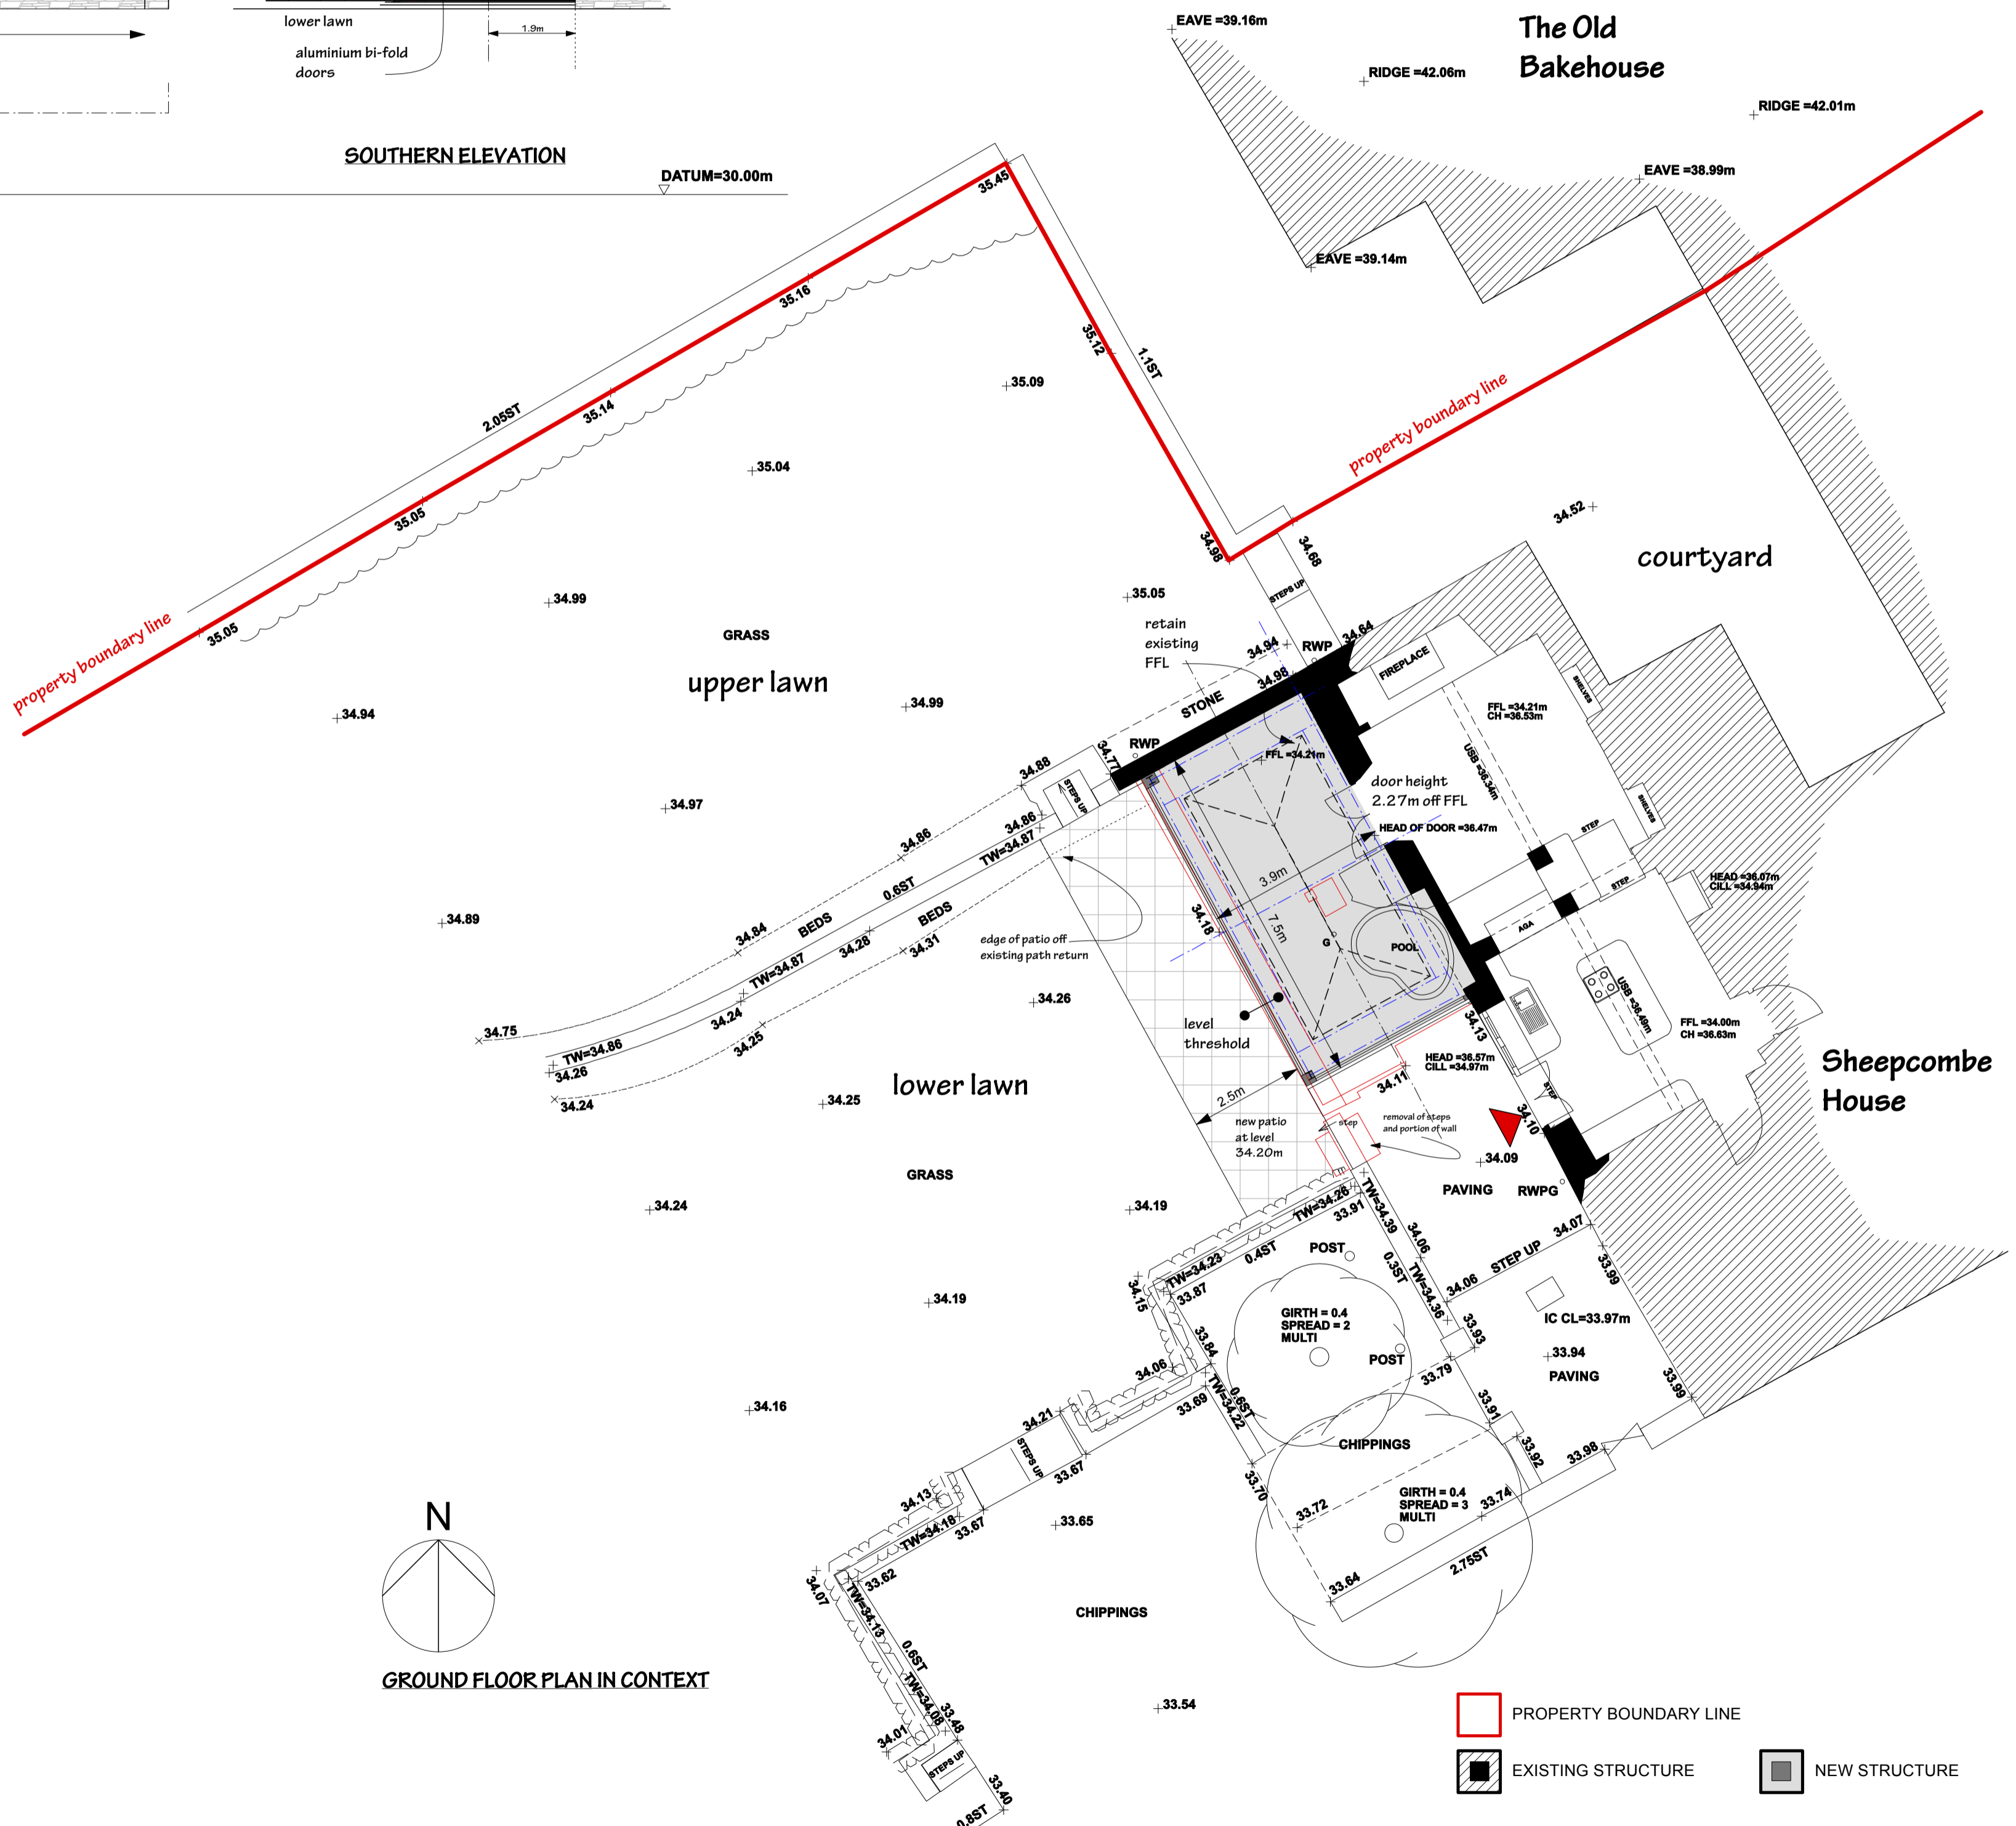 lower lawn
1.9m
aluminium bi-fold
doors
SOUTHERN ELEVATION
DATUM=30.00m
EAVE =39.16m
The Old
Bakehouse
RIDGE =42.06m
RIDGE =42.01m
EAVE =38.99m
EAVE =39.14m
35.45
35.16
35.12
1.1ST
35.09
2.05ST
35.14
35.04
property boundary line
35.05
34.52
courtyard
34.98
34.68
STEPS UP
34.99
35.05
property boundary line
35.05
GRASS
upper lawn
retain
existing
FFL
34.94
RWP
34.64
34.98
FIREPLACE
SHELVES
STONE
34.94
34.99
FFL =34.21m
CH =36.53m
RWP
34.77
FFL =34.21m
USB =36.34m
34.88
STEPS UP
door height
2.27m off FFL
SHELVES
34.97
34.86
34.86
TW=34.87
HEAD OF DOOR =36.47m
STEP
STEP
3.9m
HEAD =36.07m
CILL =34.94m
0.6ST
34.89
BEDS
BEDS
34.84
34.28
34.31
edge of patio off
existing path return
34.18
7.5m
G
POOL
AGA
TW=34.87
34.26
34.24
34.25
USB =36.49m
34.75
level
threshold
34.13
FFL =34.00m
CH =36.63m
TW=34.86
34.26
34.24
lower lawn
34.25
HEAD =36.57m
CILL =34.97m
34.11
STEP
Sheepcombe
House
2.5m
new patio
at level
34.20m
step
removal of steps
and portion of wall
34.10
34.09
GRASS
PAVING
RWPG
34.24
34.19
TW=34.26
33.91
TW=34.39
34.06
34.07
STEP UP
33.99
POST
0.4ST
0.3ST
TW=34.23
33.87
34.15
34.19
TW=34.36
34.06
GIRTH = 0.4
SPREAD = 2
MULTI
IC CL=33.97m
33.84
33.93
POST
33.94
PAVING
34.06
33.79
33.99
33.69
0.6ST
TW=34.22
34.16
34.21
33.91
CHIPPINGS
STEPS UP
33.67
33.92
33.98
33.70
34.13
GIRTH = 0.4
SPREAD = 3
MULTI
33.74
33.72
N
TW=34.18
33.67
33.65
2.75ST
34.07
33.62
33.64
TW=34.13
CHIPPINGS
0.6ST
GROUND FLOOR PLAN IN CONTEXT
TW=34.08
33.48
33.54
34.01
STEPS UP
33.40
0.8ST
PROPERTY BOUNDARY LINE
EXISTING STRUCTURE
NEW STRUCTURE